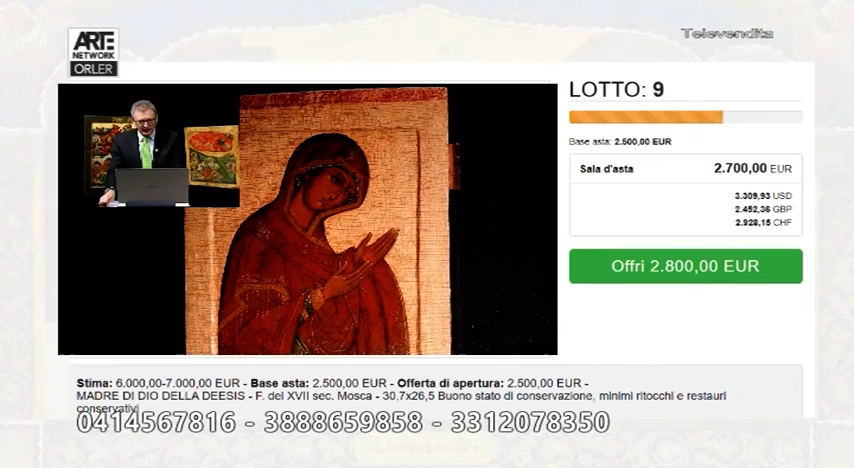 ARTE
NETWORK
ORLER
Televendita
LOTTO: 9
Base asta: 2.500,00 EUR
Sala d'asta 2.700,00 EUR
3.309,93 USD
2.452,36 GBP
2.928,15 CHF
Offri 2.800,00 EUR
Stima: 6.000,00-7.000,00 EUR - Base asta: 2.500,00 EUR - Offerta di apertura: 2.500,00 EUR -
MADRE DI DIO DELLA DEESIS - F. del XVII sec. Mosca - 30,7x26,5 Buono stato di conservazione, minimi ritocchi e restauri
conservativi
0414567816 - 3888659858 - 3312078350